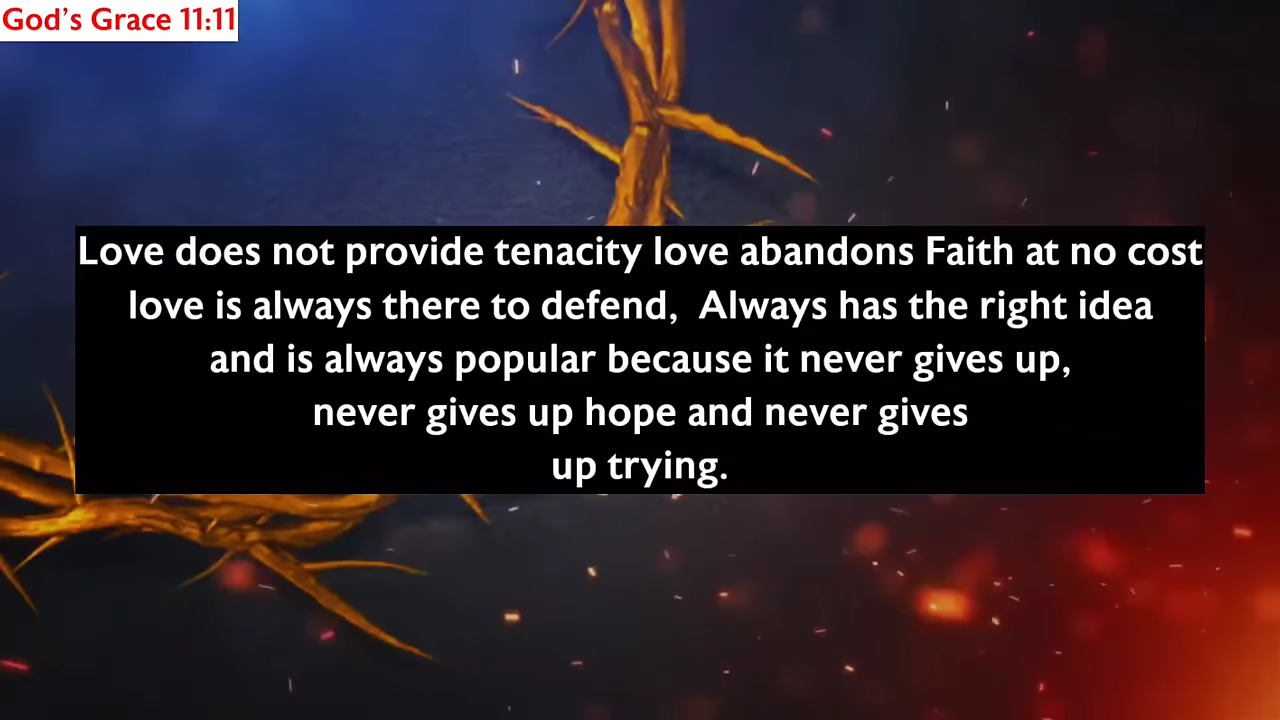 God's Grace 11:11
Love does not provide tenacity love abandons Faith at no cost
love is always there to defend,  Always has the right idea
and is always popular because it never gives up,
never gives up hope and never gives
up trying.